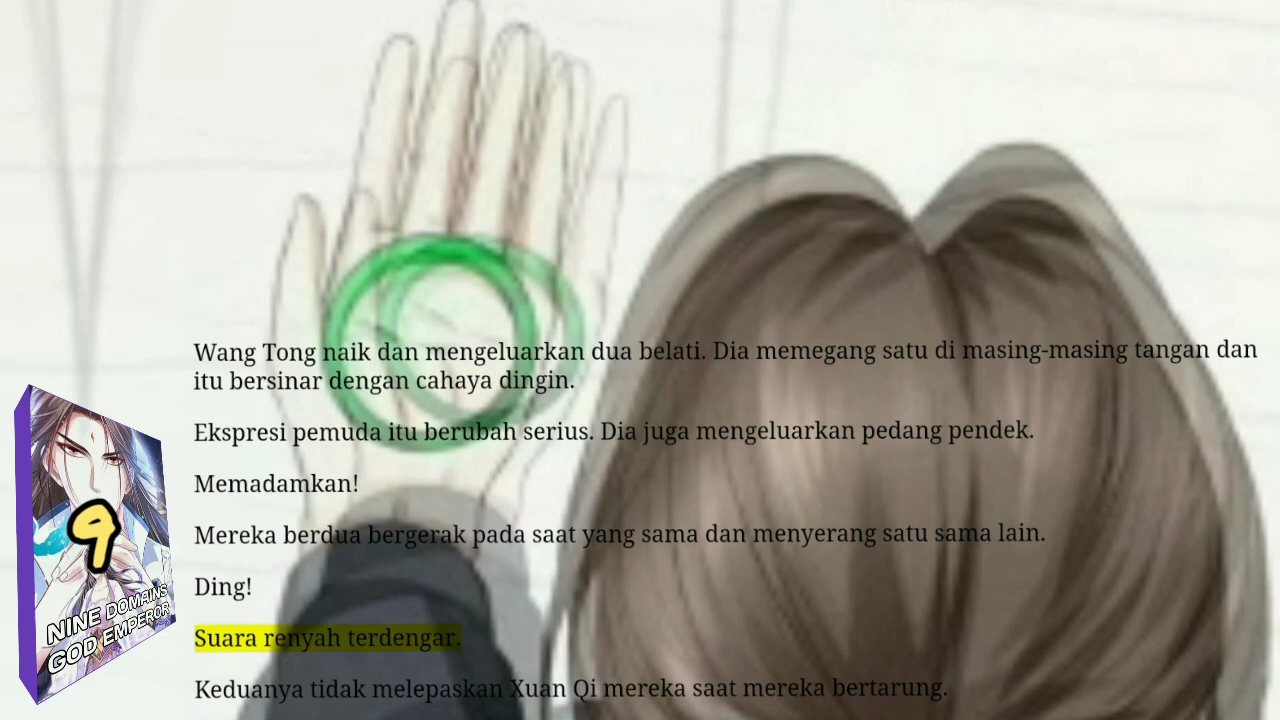 Wang Tong naik dan mengeluarkan dua belati. Dia memegang satu di masing-masing tangan dan
itu bersinar dengan cahaya dingin.
Ekspresi pemuda itu berubah serius. Dia juga mengeluarkan pedang pendek.
Memadamkan!
Mereka berdua bergerak pada saat yang sama dan menyerang satu sama lain.
Ding!
Suara renyah terdengar.
Keduanya tidak melepaskan Xuan Qi mereka saat mereka bertarung.
9
NINE DOMAINS
GOD EMPEROR